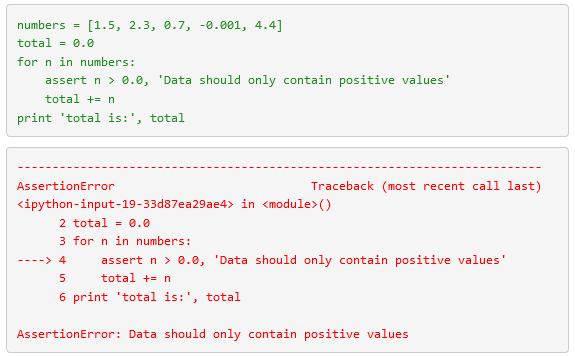 numbers = [1.5, 2.3, 0.7, -0.001, 4.4]
total = 0.0
for n in numbers:
    assert n > 0.0, 'Data should only contain positive values'
    total += n
print 'total is:', total
---------------------------------------------------------------------------
AssertionError                            Traceback (most recent call last)
<ipython-input-19-33d87ea29ae4> in <module>()
      2 total = 0.0
      3 for n in numbers:
----> 4     assert n > 0.0, 'Data should only contain positive values'
      5     total += n
      6 print 'total is:', total
AssertionError: Data should only contain positive values